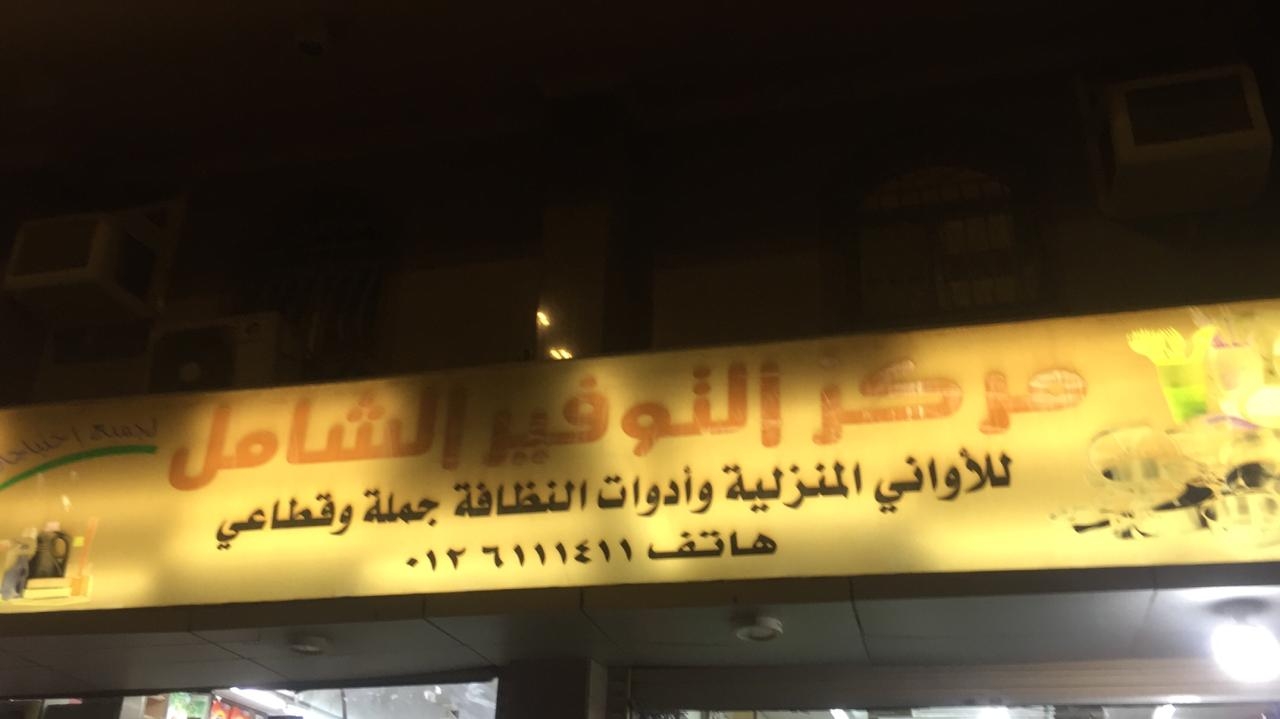 مركز التوفير الشامل
للأواني المنزلية وأدوات النظافة جملة وقطاعي
هاتف ٠١٢ ٦١١١٤١١